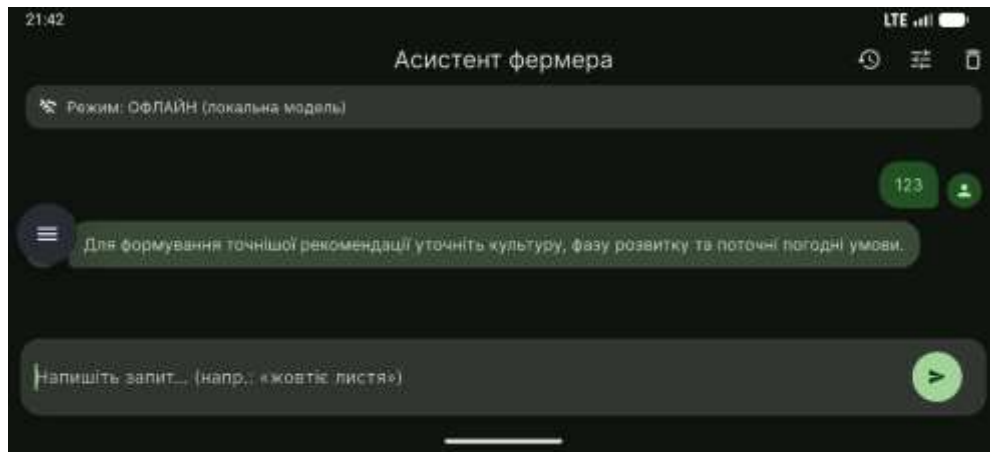 21:42
LTE
Асистент фермера
Режим: ОФЛАЙН (локальна модель)
123
Для формування точнішої рекомендації уточніть культуру, фазу розвитку та поточні погодні умови.
Напишіть запит... (напр.: «жовтіє листя»)